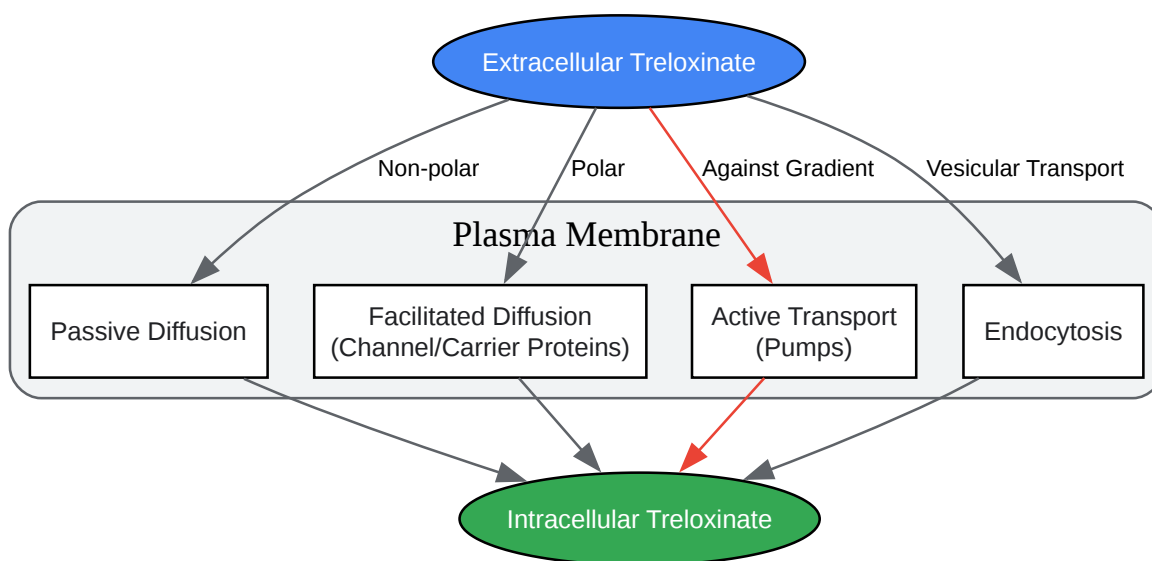 Extracellular Treloxinate
Non-polar
Polar
Against Gradient
Vesicular Transport
Plasma Membrane
Passive Diffusion
Facilitated Diffusion
(Channel/Carrier Proteins)
Active Transport
(Pumps)
Endocytosis
Intracellular Treloxinate